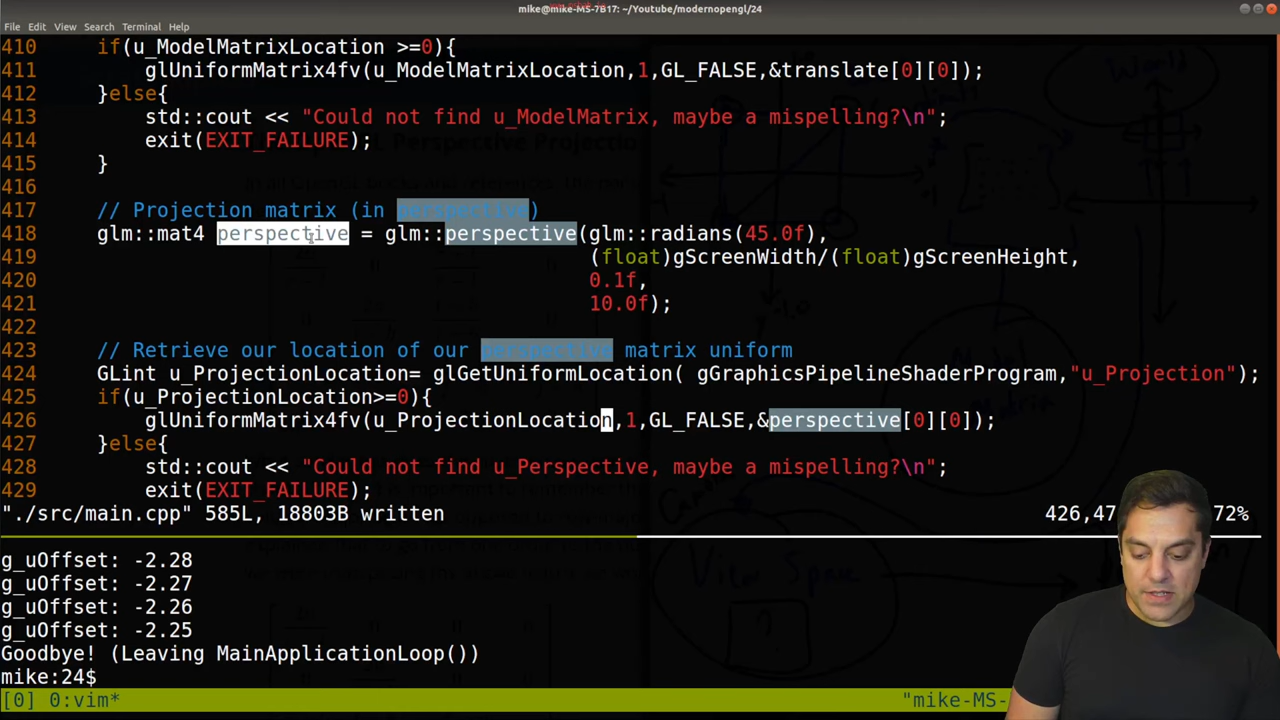 mike@mike-MS-7B17: ~/Youtube/modernopengl/24
File Edit View Search Terminal Help
410 if(u_ModelMatrixLocation >=0){
411 glUniformMatrix4fv(u_ModelMatrixLocation,1,GL_FALSE,&translate[0][0]);
412 }else{
413 std::cout << "Could not find u_ModelMatrix, maybe a mispelling?\n";
414 exit(EXIT_FAILURE);
415 }
416
417 // Projection matrix (in perspective)
418 glm::mat4 perspective = glm::perspective(glm::radians(45.0f),
419 (float)gScreenWidth/(float)gScreenHeight,
420 0.1f,
421 10.0f);
422
423 // Retrieve our location of our perspective matrix uniform
424 GLint u_ProjectionLocation= glGetUniformLocation( gGraphicsPipelineShaderProgram,"u_Projection");
425 if(u_ProjectionLocation>=0){
426 glUniformMatrix4fv(u_ProjectionLocation,1,GL_FALSE,&perspective[0][0]);
427 }else{
428 std::cout << "Could not find u_Perspective, maybe a mispelling?\n";
429 exit(EXIT_FAILURE);
"./src/main.cpp" 585L, 18803B written 426,47 72%
g_uOffset: -2.28
g_uOffset: -2.27
g_uOffset: -2.26
g_uOffset: -2.25
Goodbye! (Leaving MainApplicationLoop())
mike:24$
[0] 0:vim* "mike-MS-